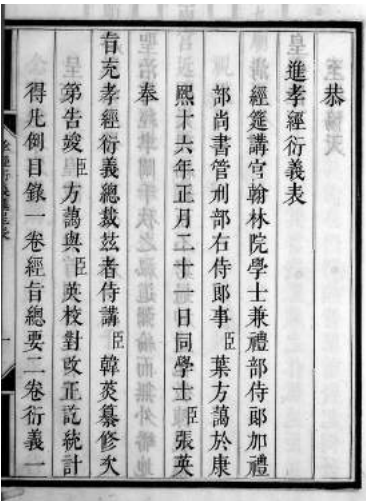 恭
進孝經衍義表
經筵講官翰林院學士兼禮部侍郎加禮
部尚書管刑部右侍郎事臣葉方藹於康
熙十六年正月二十一日同學士臣張英
奉
旨充孝經衍義總裁茲者侍講臣韓菼纂修次
第告竣臣方藹與臣英校對改正訖統計
得凡例目錄一卷經旨總要二卷衍義一